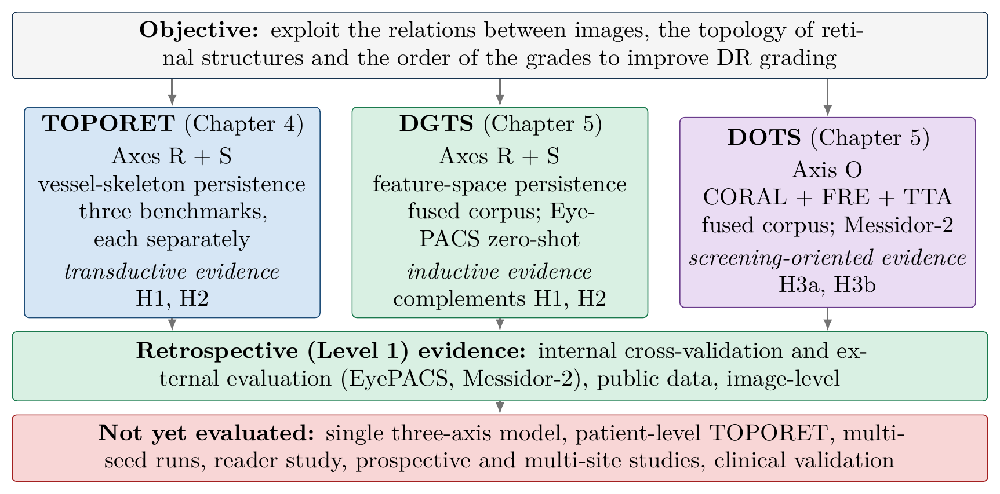 Objective: exploit the relations between images, the topology of reti-
nal structures and the order of the grades to improve DR grading
TOPORET (Chapter 4)
Axes R + S
vessel-skeleton persistence
three benchmarks,
each separately
transductive evidence
H1, H2
DGTS (Chapter 5)
Axes R + S
feature-space persistence
fused corpus; Eye-
PACS zero-shot
inductive evidence
complements H1, H2
DOTS (Chapter 5)
Axis O
CORAL + FRE + TTA
fused corpus; Messidor-2
screening-oriented evidence
H3a, H3b
Retrospective (Level 1) evidence: internal cross-validation and ex-
ternal evaluation (EyePACS, Messidor-2), public data, image-level
Not yet evaluated: single three-axis model, patient-level TOPORET, multi-
seed runs, reader study, prospective and multi-site studies, clinical validation